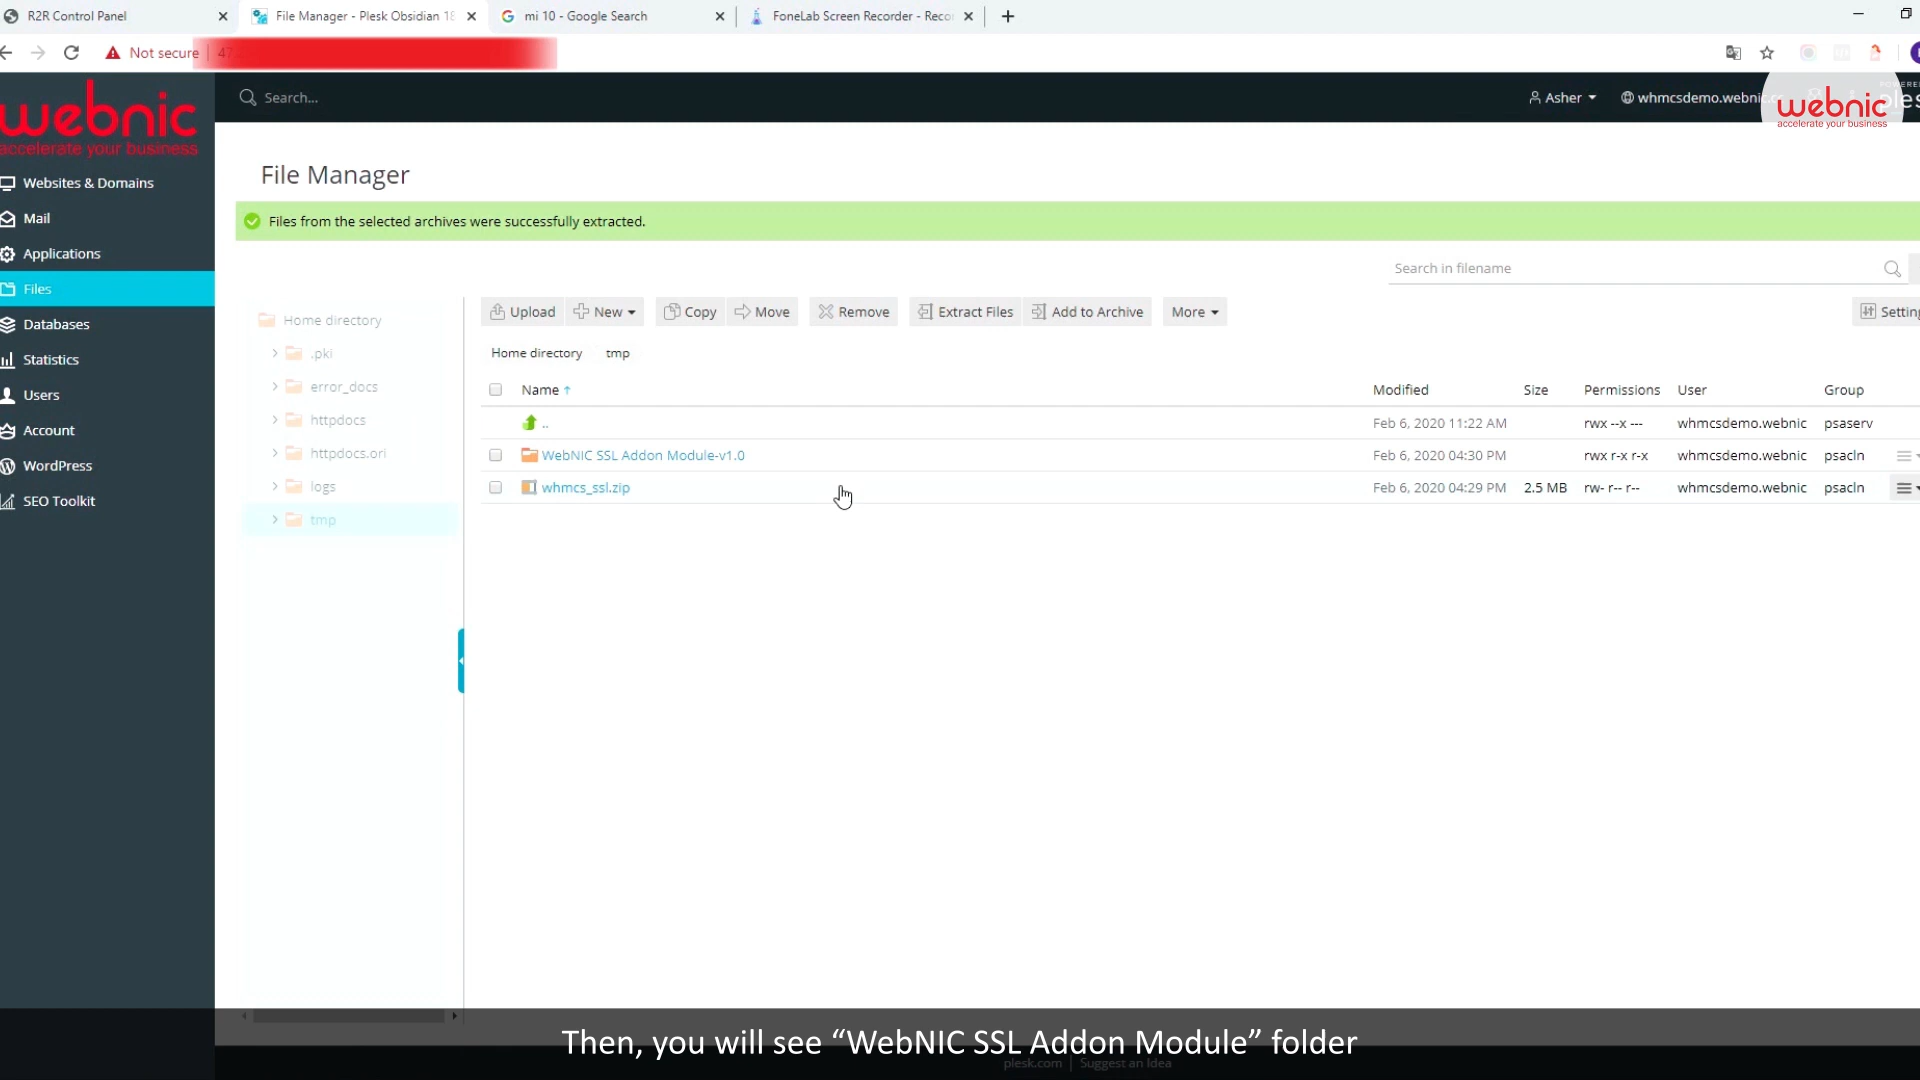 R2R Control Panel
File Manager - Plesk Obsidian 18
mi 10 - Google Search
FoneLab Screen Recorder - Reco
Not secure
47
webnic
accelerate your business
Search...
Asher
whmcsdemo.webnic.c
webnic
accelerate your business
Websites & Domains
Mail
Applications
Files
Databases
Statistics
Users
Account
WordPress
SEO Toolkit
File Manager
Files from the selected archives were successfully extracted.
Search in filename
Upload
New
Copy
Move
Remove
Extract Files
Add to Archive
More
Setting
Home directory
.pki
error_docs
httpdocs
httpdocs.ori
logs
tmp
Home directory tmp
Name Modified Size Permissions User Group
.. Feb 6, 2020 11:22 AM rwx --x --- whmcsdemo.webnic psaserv
WebNIC SSL Addon Module-v1.0 Feb 6, 2020 04:30 PM rwx r-x r-x whmcsdemo.webnic psacln
whmcs_ssl.zip Feb 6, 2020 04:29 PM 2.5 MB rw- r-- r-- whmcsdemo.webnic psacln
Then, you will see “WebNIC SSL Addon Module” folder
plesk.com Suggest an Idea